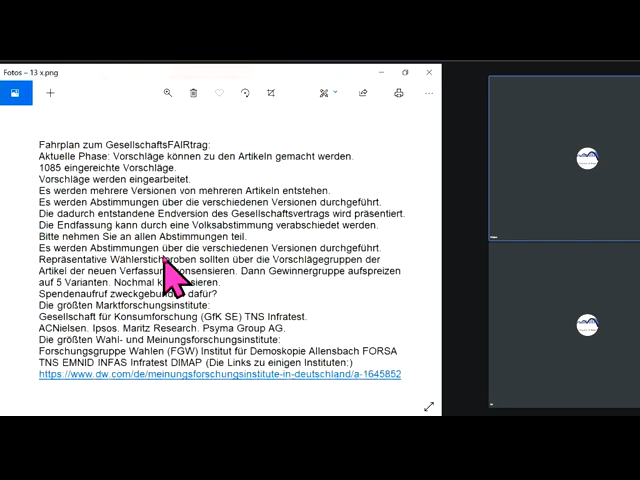 Fotos – 13 x.png
Fahrplan zum GesellschaftsFAIRtrag:
Aktuelle Phase: Vorschläge können zu den Artikeln gemacht werden.
1085 eingereichte Vorschläge.
Vorschläge werden eingearbeitet.
Es werden mehrere Versionen von mehreren Artikeln entstehen.
Es werden Abstimmungen über die verschiedenen Versionen durchgeführt.
Die dadurch entstandene Endversion des Gesellschaftsvertrags wird präsentiert.
Die Endfassung kann durch eine Volksabstimmung verabschiedet werden.
Bitte nehmen Sie an allen Abstimmungen teil.
Es werden Abstimmungen über die verschiedenen Versionen durchgeführt.
Repräsentative Wählerstichproben sollten über die Vorschlägegruppen der
Artikel der neuen Verfassung konsensieren. Dann Gewinnergruppe aufspreizen
auf 5 Varianten. Nochmal
Spendenaufruf dafür?
Die größten Marktforschungsinstitute:
Gesellschaft für Konsumforschung (GfK SE) TNS Infratest.
ACNielsen. Ipsos. Maritz Research. Psyma Group AG.
Die größten Wahl- und Meinungsforschungsinstitute:
Forschungsgruppe Wahlen (FGW) Institut für Demoskopie Allensbach FORSA
TNS EMNID INFAS Infratest DIMAP (Die Links zu einigen Instituten:)
https://www.dw.com/de/meinungsforschungsinstitute-in-deutschland/a-1645852